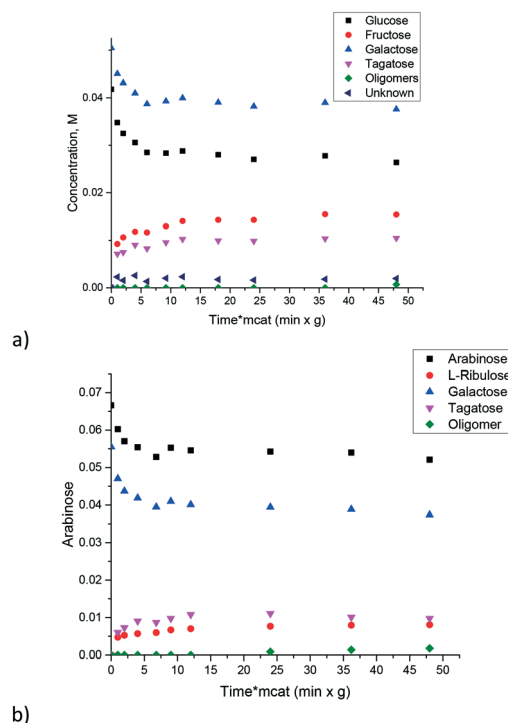 Glucose
Fructose
Galactose
Tagatose
Oligomers
Unknown
Concentration, M
0.04
0.02
0.00
0 5 10 15 20 25 30 35 40 45 50
Time*mcat (min x g)
a)
Arabinose
L-Ribulose
Galactose
Tagatose
Oligomer
Arabinose
0.07
0.06
0.05
0.04
0.03
0.02
0.01
0.00
0 5 10 15 20 25 30 35 40 45 50
Time*mcat (min x g)
b)